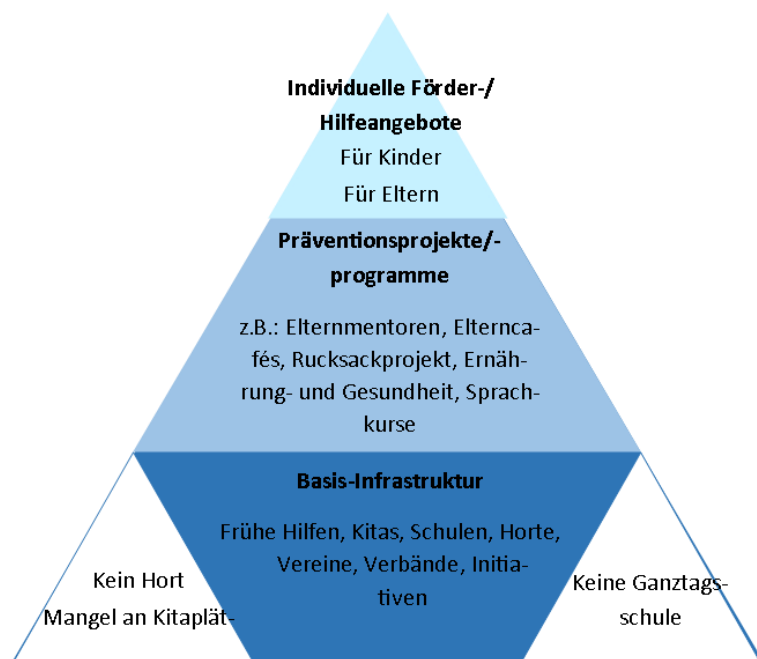 Individuelle Förder-/
Hilfeangebote
Für Kinder
Für Eltern
Präventionsprojekte/-
programme
z.B.: Elternmentoren, Elternca-
fés, Rucksackprojekt, Ernäh-
rung- und Gesundheit, Sprach-
kurse
Basis-Infrastruktur
Frühe Hilfen, Kitas, Schulen, Horte,
Vereine, Verbände, Initia-
tiven
Kein Hort
Mangel an Kitaplät-
Keine Ganztags-
schule